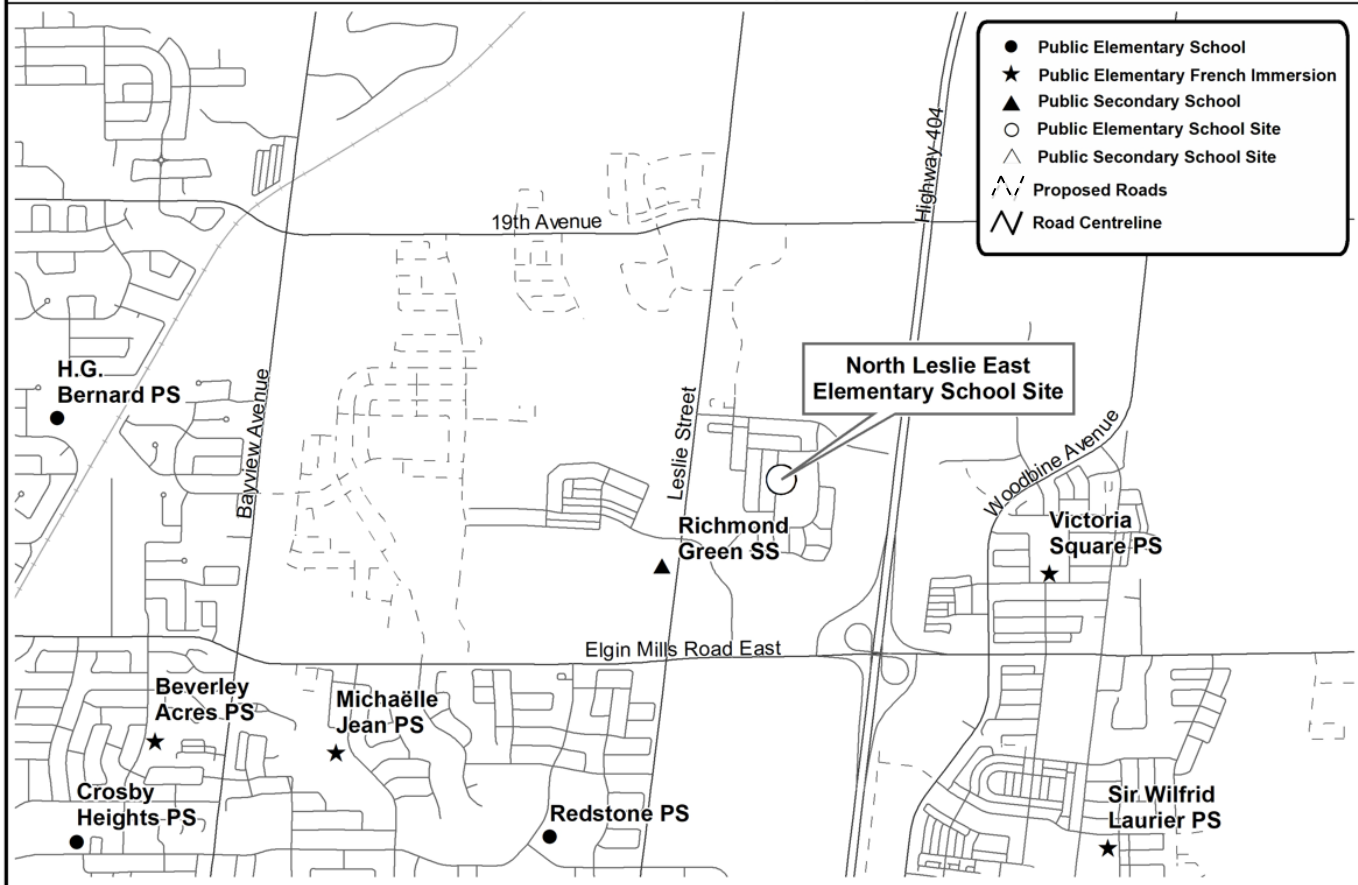 Public Elementary School
Public Elementary French Immersion
Public Secondary School
Public Elementary School Site
Public Secondary School Site
Proposed Roads
Road Centreline
Highway 404
19th Avenue
North Leslie East
Elementary School Site
H.G.
Bernard PS
Bayview Avenue
Leslie Street
Woodbine Avenue
Richmond
Green SS
Victoria
Square PS
Elgin Mills Road East
Beverley
Acres PS
Michaëlle
Jean PS
Crosby
Heights PS
Redstone PS
Sir Wilfrid
Laurier PS